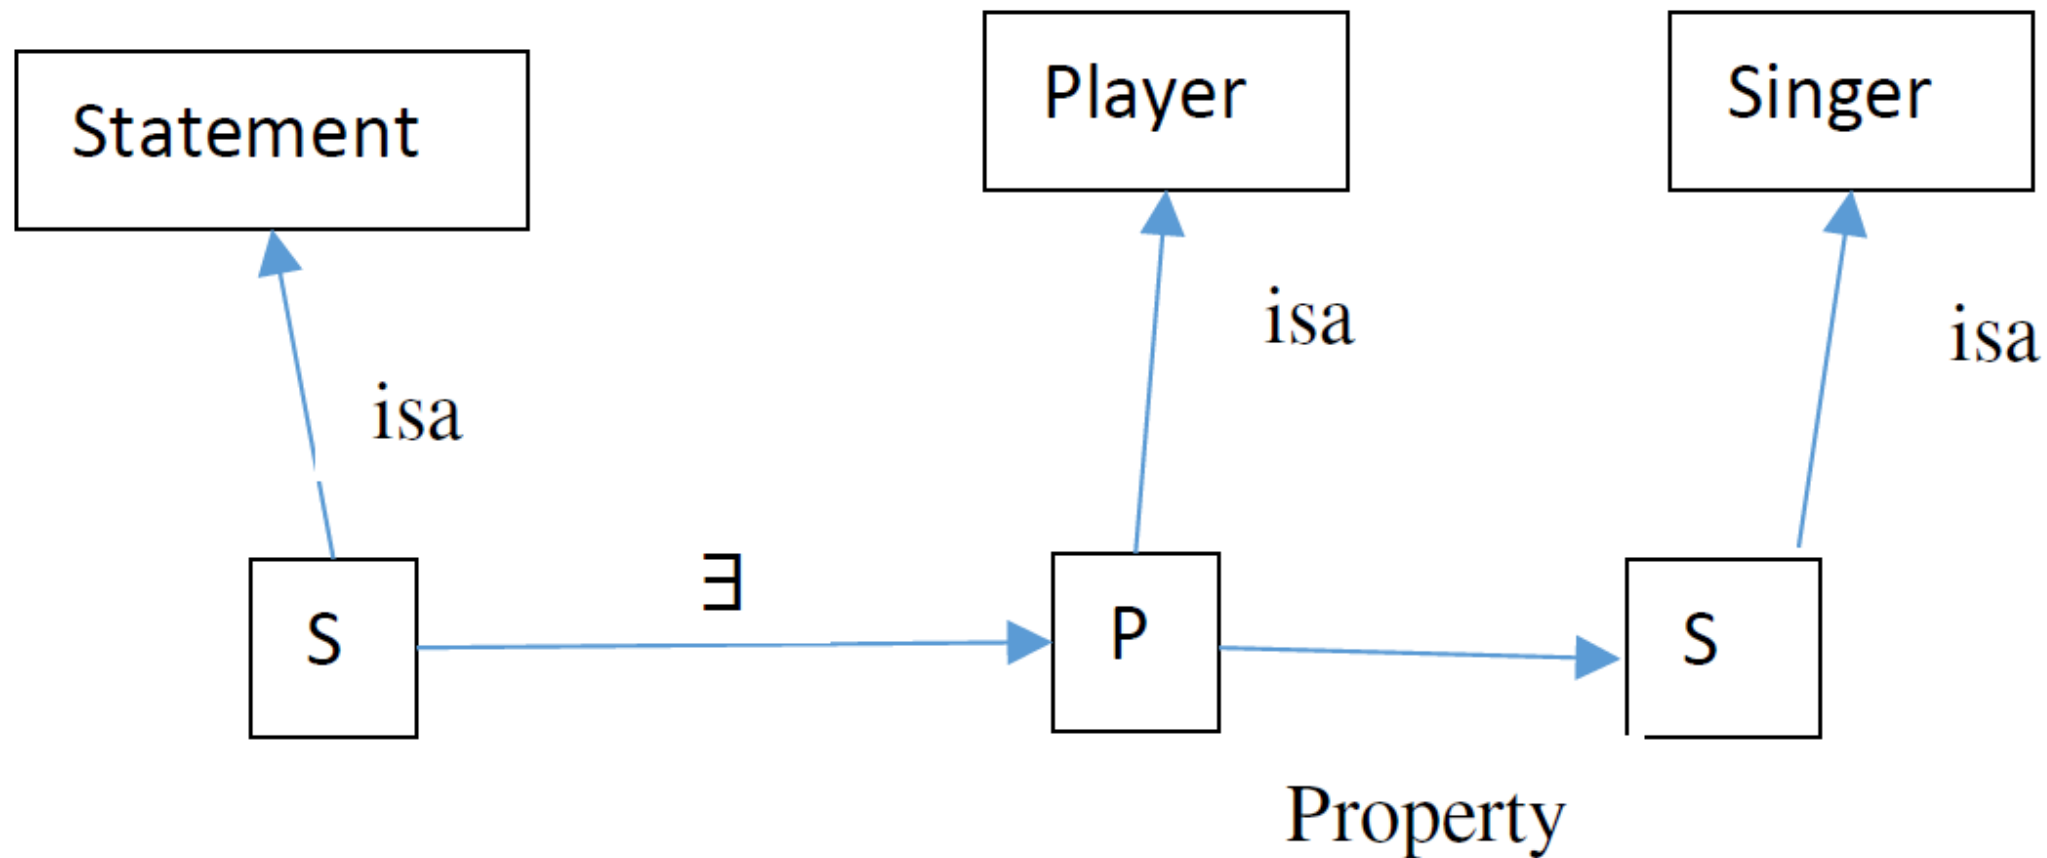 Statement
Player
Singer
isa
isa
isa
S
∃
P
S
Property